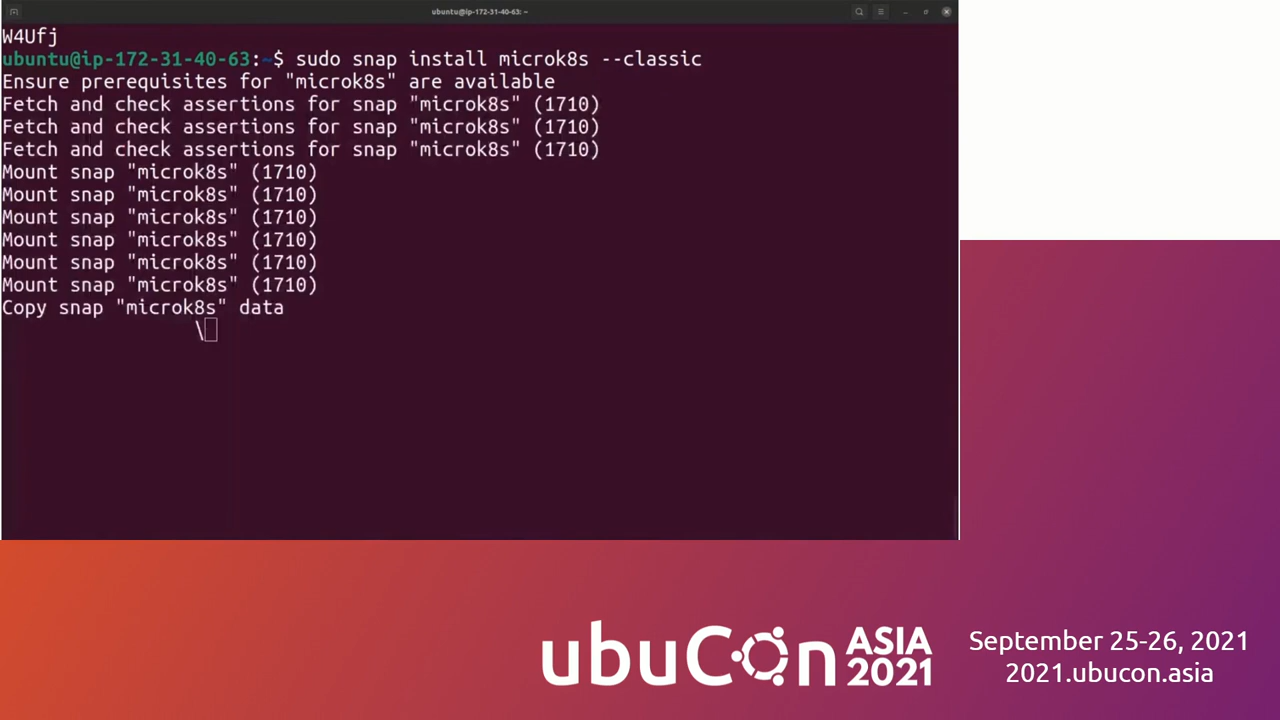 ubuntu@ip-172-31-40-63: ~
W4Ufj
ubuntu@ip-172-31-40-63:~$ sudo snap install microk8s --classic
Ensure prerequisites for "microk8s" are available
Fetch and check assertions for snap "microk8s" (1710)
Fetch and check assertions for snap "microk8s" (1710)
Fetch and check assertions for snap "microk8s" (1710)
Mount snap "microk8s" (1710)
Mount snap "microk8s" (1710)
Mount snap "microk8s" (1710)
Mount snap "microk8s" (1710)
Mount snap "microk8s" (1710)
Mount snap "microk8s" (1710)
Copy snap "microk8s" data
\
ubuCon ASIA 2021
September 25-26, 2021
2021.ubucon.asia